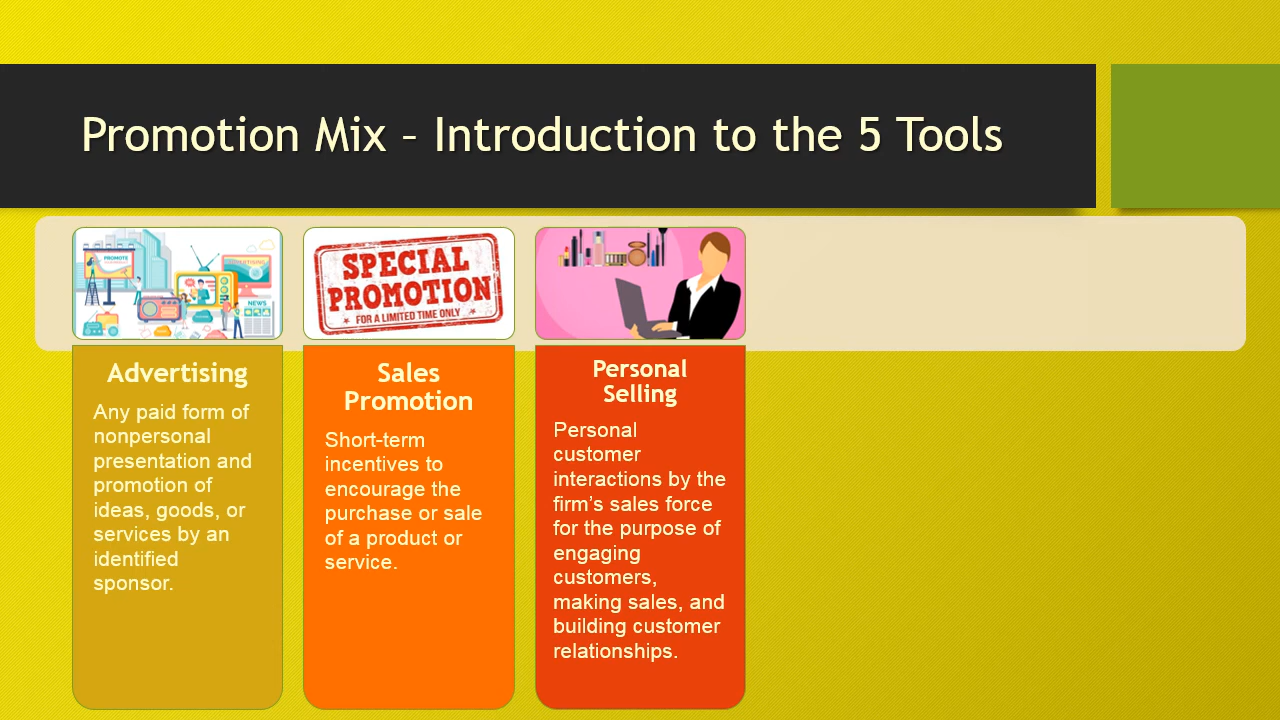 Promotion Mix – Introduction to the 5 Tools
PROMOTE
ADVERTISING
NEWS
SPECIAL
PROMOTION
FOR A LIMITED TIME ONLY
Advertising
Any paid form of
nonpersonal
presentation and
promotion of
ideas, goods, or
services by an
identified
sponsor.
Sales
Promotion
Short-term
incentives to
encourage the
purchase or sale
of a product or
service.
Personal
Selling
Personal
customer
interactions by the
firm’s sales force
for the purpose of
engaging
customers,
making sales, and
building customer
relationships.